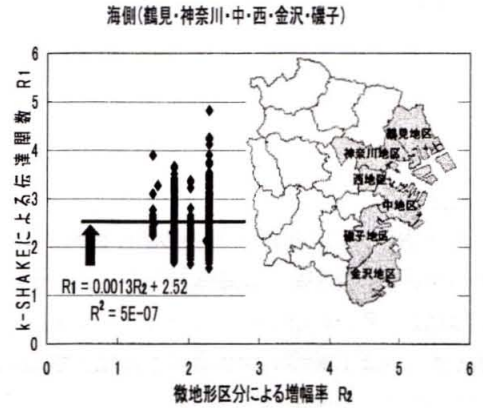 海側(鶴見・神奈川・中・西・金沢・磯子)
k-SHAKEによる伝達関数 R1
6
5
4
3
2
1
0
鶴見地区
神奈川地区
西地区
中地区
磯子地区
金沢地区
R1 = 0.0013R2 + 2.52
R² = 5E-07
0 1 2 3 4 5 6
微地形区分による増幅率 R2